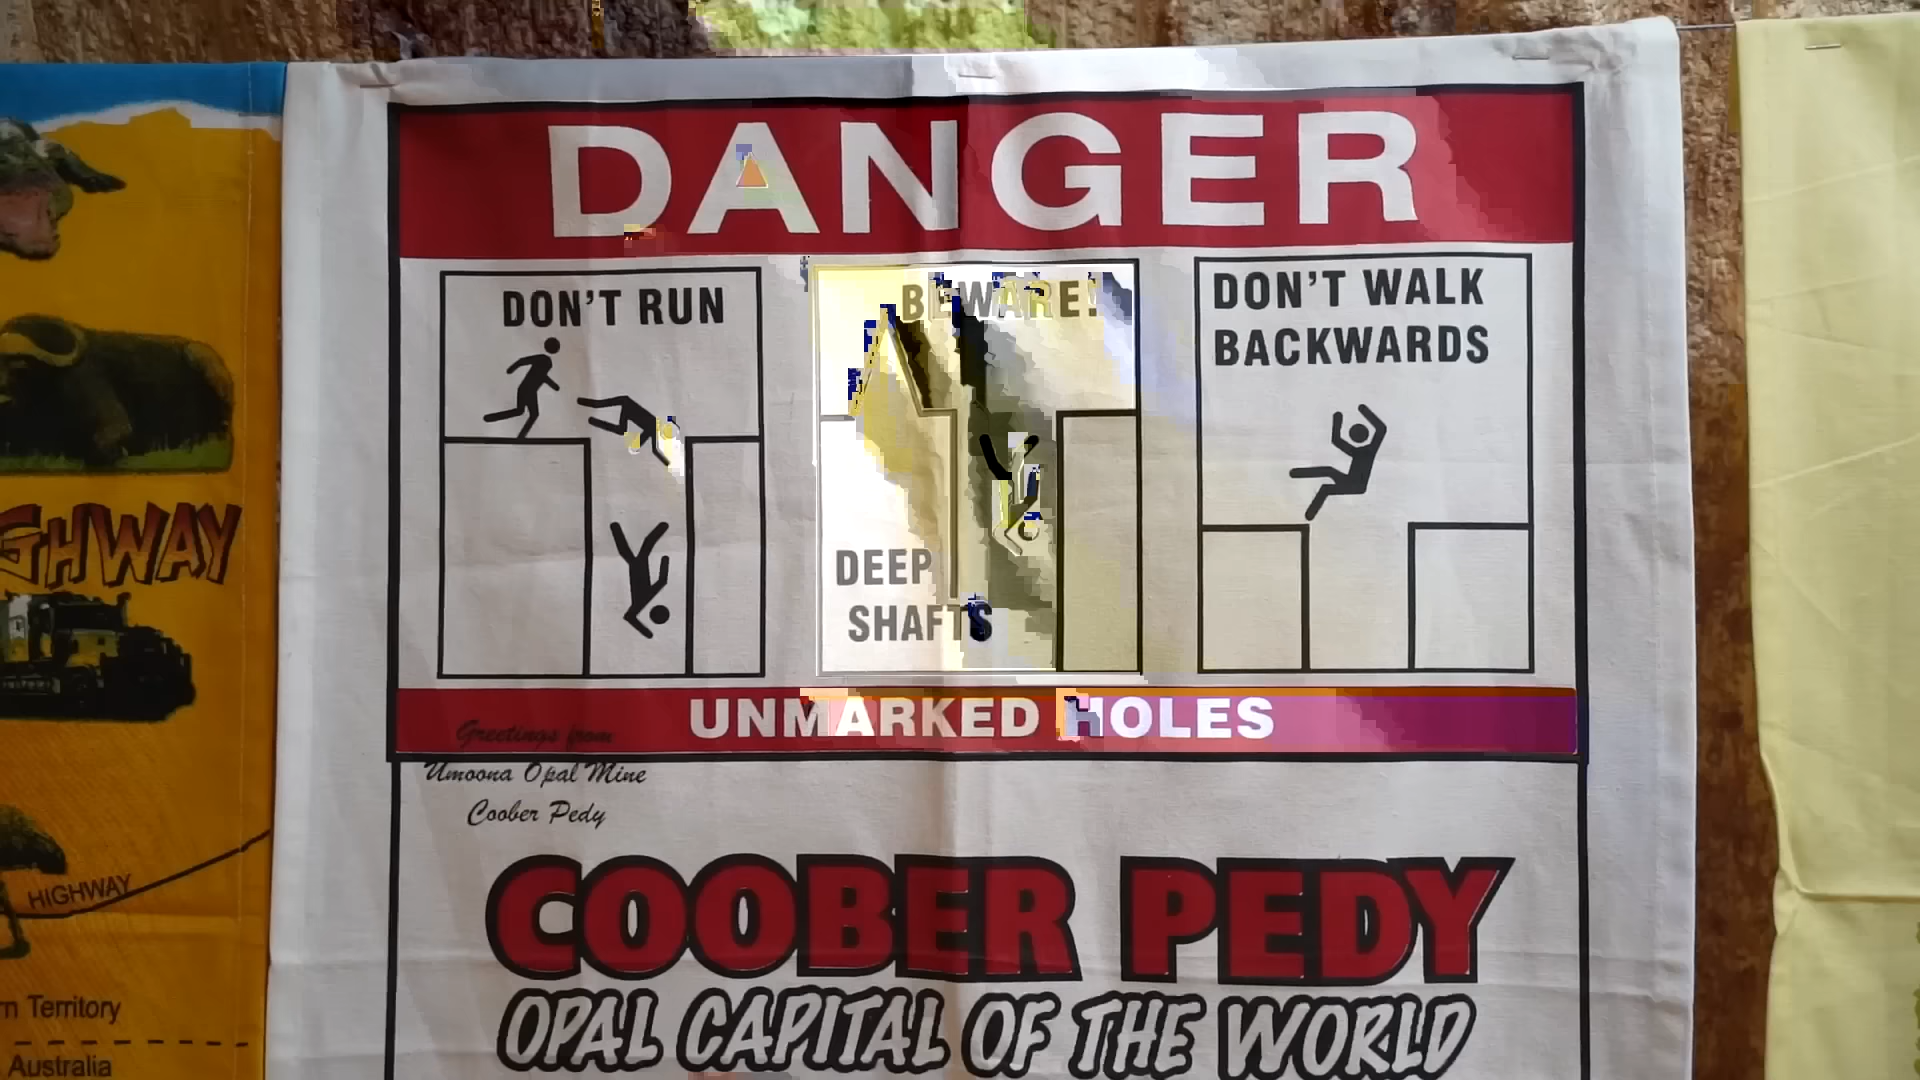 DANGER
DON'T RUN
BEWARE!
DEEP
SHAFTS
DON'T WALK
BACKWARDS
UNMARKED HOLES
Greetings from
Umoona Opal Mine
Coober Pedy
COOBER PEDY
OPAL CAPITAL OF THE WORLD
GHWAY
HIGHWAY
n Territory
Australia